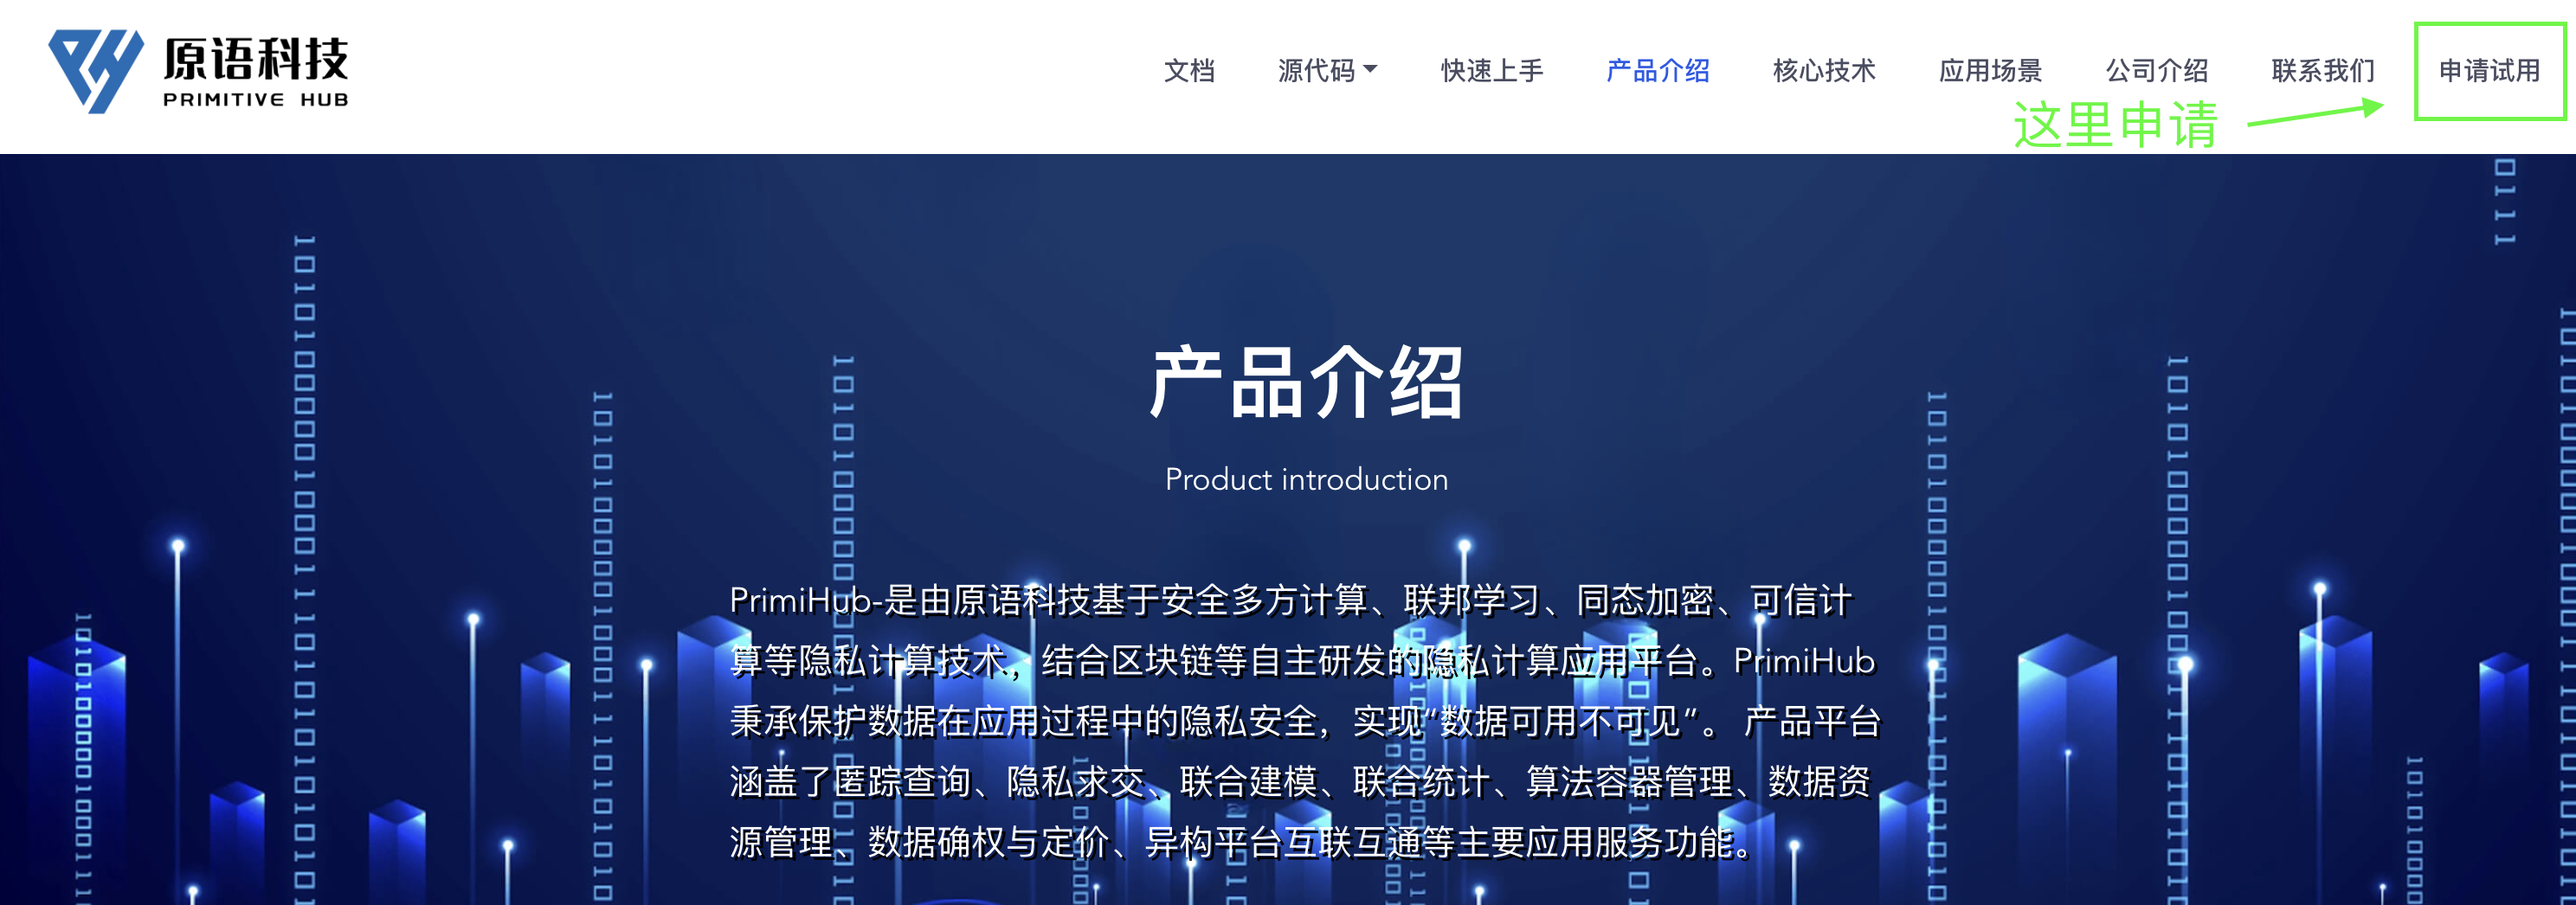 原语科技
PRIMITIVE HUB
文档 源代码 快速上手 产品介绍 核心技术 应用场景 公司介绍 联系我们 申请试用
这里申请
产品介绍
Product introduction
PrimiHub-是由原语科技基于安全多方计算、联邦学习、同态加密、可信计
算等隐私计算技术，结合区块链等自主研发的隐私计算应用平台。PrimiHub
秉承保护数据在应用过程中的隐私安全，实现“数据可用不可见”。 产品平台
涵盖了匿踪查询、隐私求交、联合建模、联合统计、算法容器管理、数据资
源管理、数据确权与定价、异构平台互联互通等主要应用服务功能。